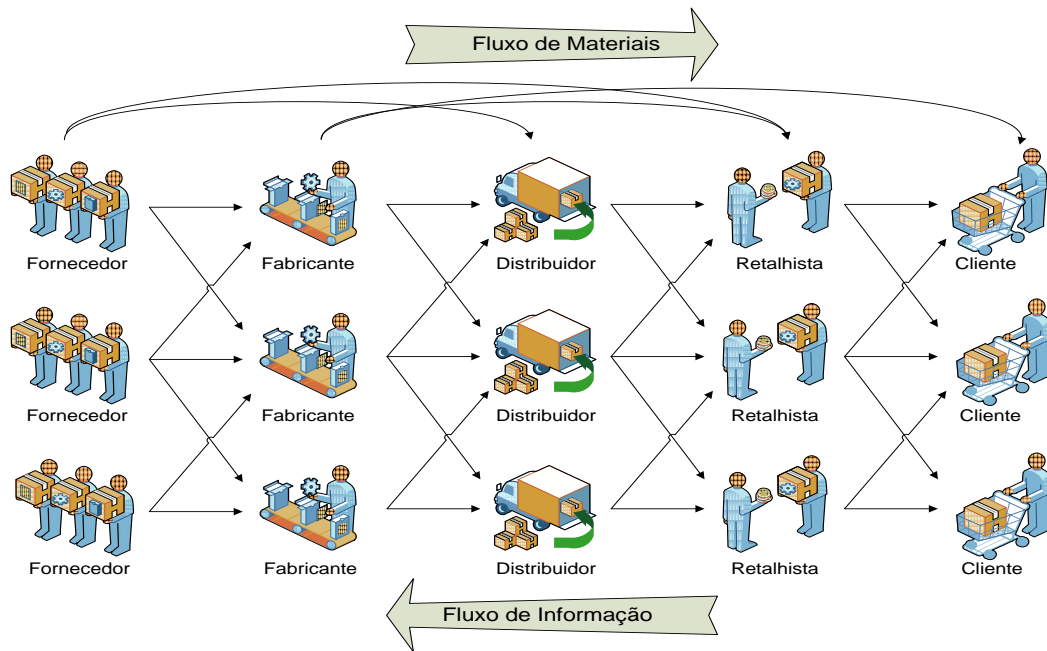 Fluxo de Materiais
Fornecedor
Fabricante
Distribuidor
Retalhista
Cliente
Fornecedor
Fabricante
Distribuidor
Retalhista
Cliente
Fornecedor
Fabricante
Distribuidor
Retalhista
Cliente
Fluxo de Informação